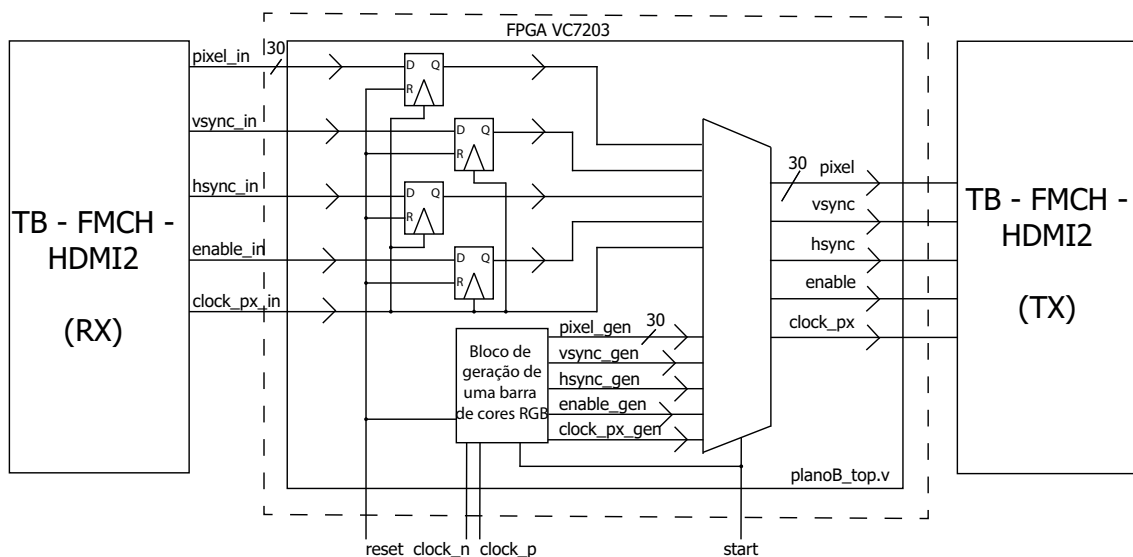 FPGA VC7203
TB - FMCH -
HDMI2
(RX)
pixel_in
30
vsync_in
hsync_in
enable_in
clock_px_in
D Q
R
D Q
R
D Q
R
D Q
R
Bloco de
geração de
uma barra
de cores RGB
pixel_gen
30
vsync_gen
hsync_gen
enable_gen
clock_px_gen
30
pixel
vsync
hsync
enable
clock_px
TB - FMCH -
HDMI2
(TX)
planoB_top.v
reset clock_n clock_p start